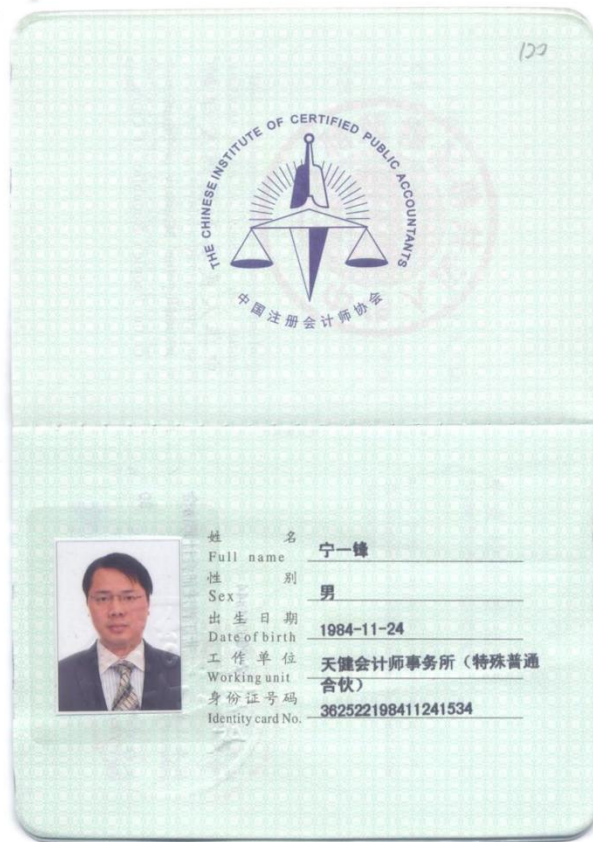 120
THE CHINESE INSTITUTE OF CERTIFIED PUBLIC ACCOUNTANTS
中国注册会计师协会
姓 名 宁一锋
Full name
性 别 男
Sex
出生日期 1984-11-24
Date of birth
工作单位 天健会计师事务所（特殊普通
Working unit 合伙）
身份证号码 362522198411241534
Identity card No.